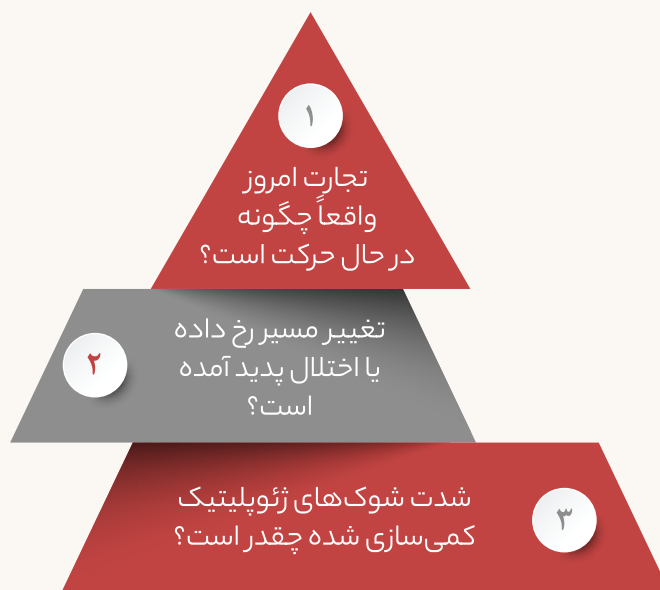 ۱
تجارت امروز
واقعاً چگونه
در حال حرکت است؟
۲
تغییر مسیر رخ داده
یا اختلال پدید آمده
است؟
۳
شدت شوک‌های ژئوپلیتیک
کمی‌سازی شده چقدر است؟